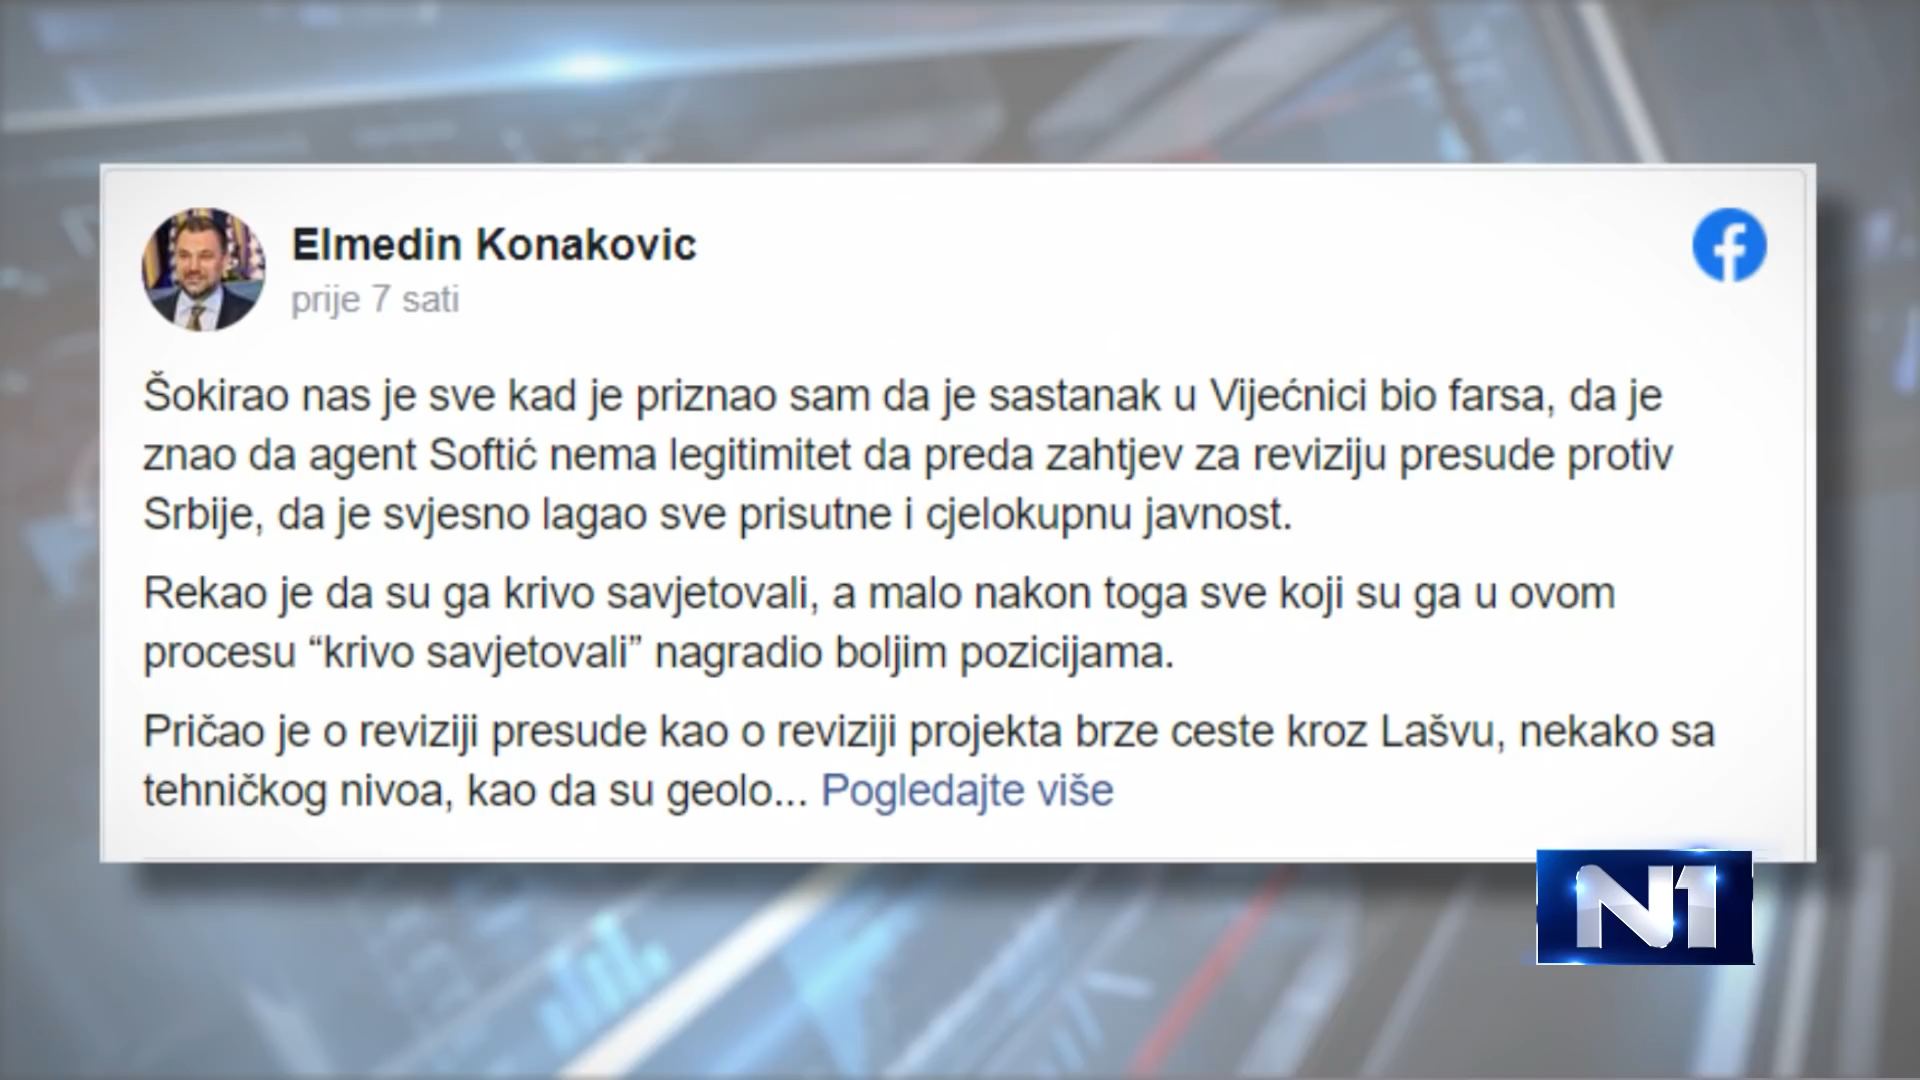 Elmedin Konakovic
prije 7 sati
Šokirao nas je sve kad je priznao sam da je sastanak u Vijećnici bio farsa, da je
znao da agent Softić nema legitimitet da preda zahtjev za reviziju presude protiv
Srbije, da je svjesno lagao sve prisutne i cjelokupnu javnost.
Rekao je da su ga krivo savjetovali, a malo nakon toga sve koji su ga u ovom
procesu “krivo savjetovali” nagradio boljim pozicijama.
Pričao je o reviziji presude kao o reviziji projekta brze ceste kroz Lašvu, nekako sa
tehničkog nivoa, kao da su geolo... Pogledajte više
N1